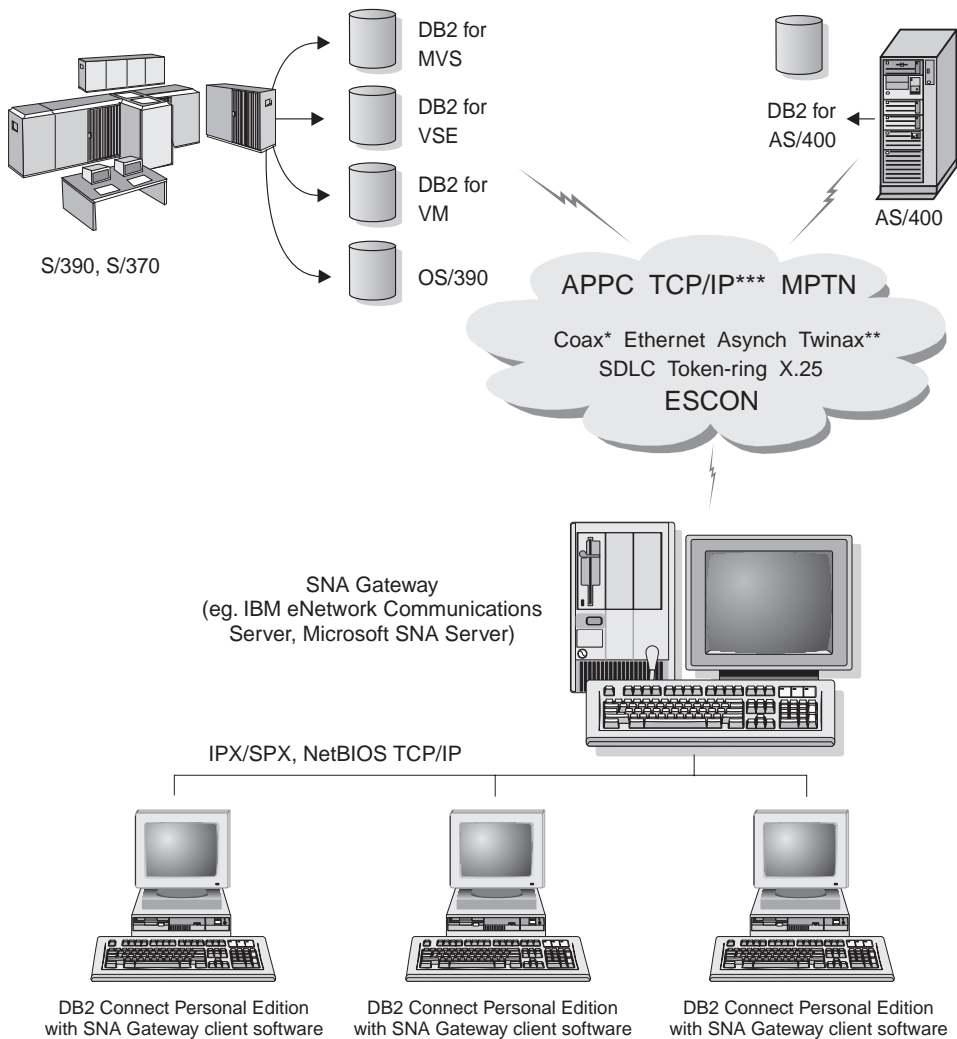 DB2 for
MVS
DB2 for
VSE
DB2 for
VM
OS/390
S/390, S/370
DB2 for
AS/400
AS/400
APPC TCP/IP*** MPTN
Coax* Ethernet Asynch Twinax**
SDLC Token-ring X.25
ESCON
SNA Gateway
(eg. IBM eNetwork Communications
Server, Microsoft SNA Server)
IPX/SPX, NetBIOS TCP/IP
DB2 Connect Personal Edition
with SNA Gateway client software
DB2 Connect Personal Edition
with SNA Gateway client software
DB2 Connect Personal Edition
with SNA Gateway client software